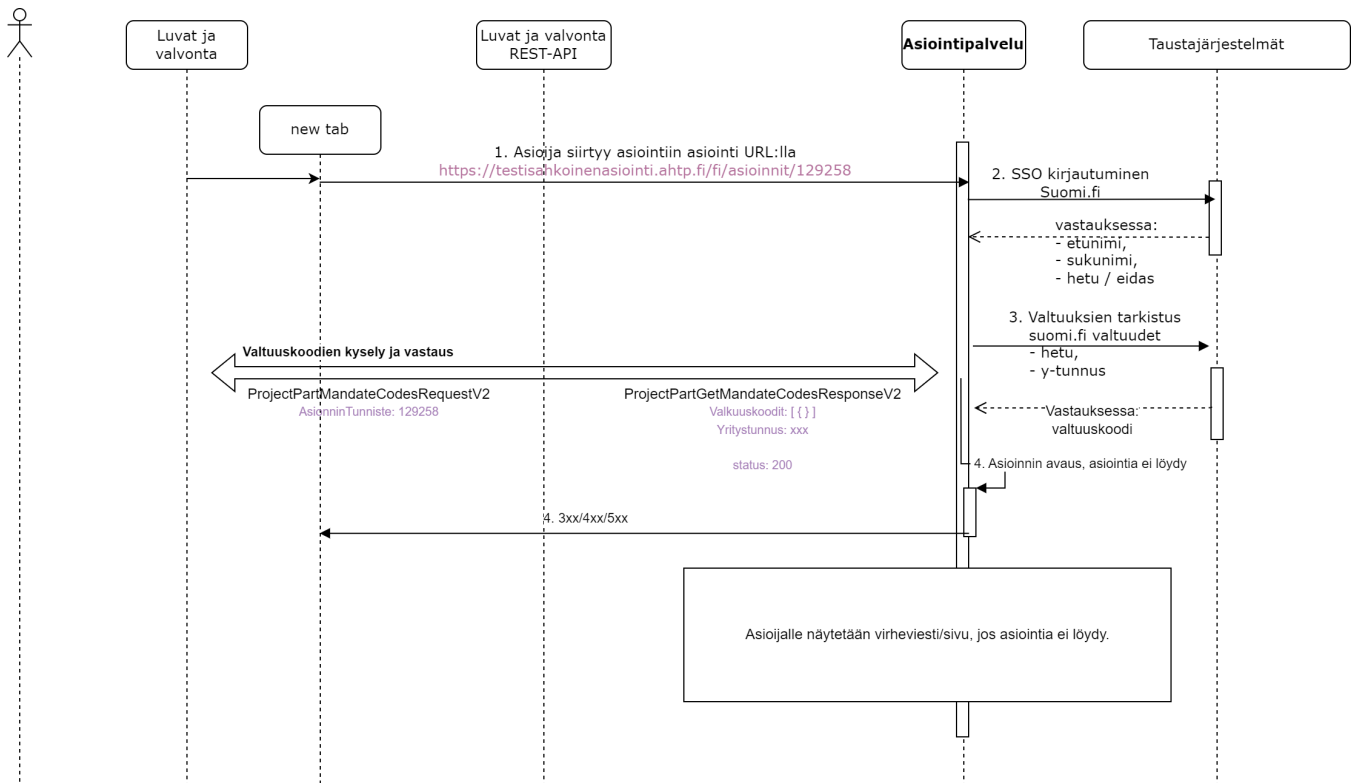 Luvat ja
valvonta
Luvat ja valvonta
REST-API
Asiointipalvelu
Taustajärjestelmät
new tab
1. Asioija siirtyy asiointiin asiointi URL:lla
https://testisahkoinenasiointi.ahtp.fi/fi/asioinnit/129258
2. SSO kirjautuminen
Suomi.fi
vastauksessa:
- etunimi,
- sukunimi,
- hetu / eidas
3. Valtuuksien tarkistus
suomi.fi valtuudet
- hetu,
- y-tunnus
Valtuuskoodien kysely ja vastaus
ProjectPartMandateCodesRequestV2
AsionninTunniste: 129258
ProjectPartGetMandateCodesResponseV2
Valkuuskoodit: [ { } ]
Yritystunnus: xxx
status: 200
Vastauksessa:
valtuuskoodi
4. Asioinnin avaus, asiointia ei löydy
4. 3xx/4xx/5xx
Asioijalle näytetään virheviesti/sivu, jos asiointia ei löydy.